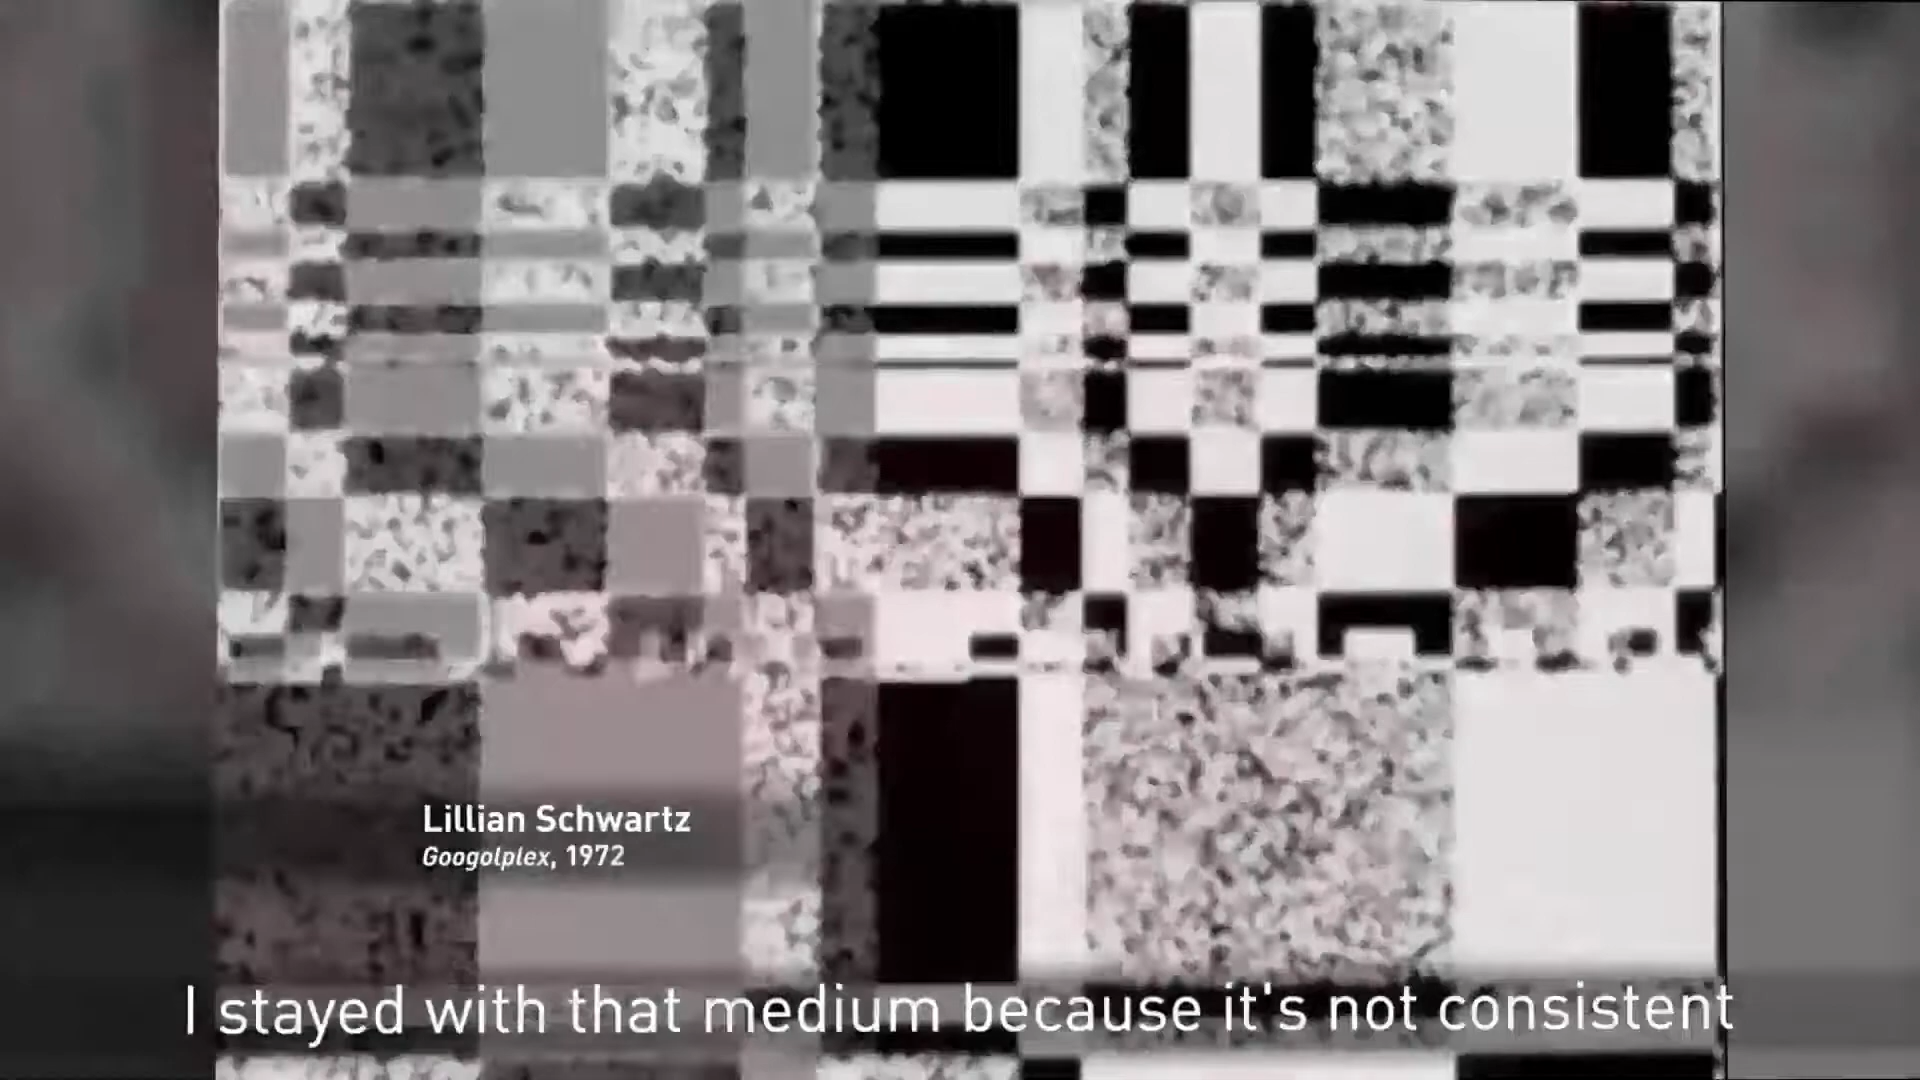 Lillian Schwartz
Googolplex, 1972
I stayed with that medium because it's not consistent